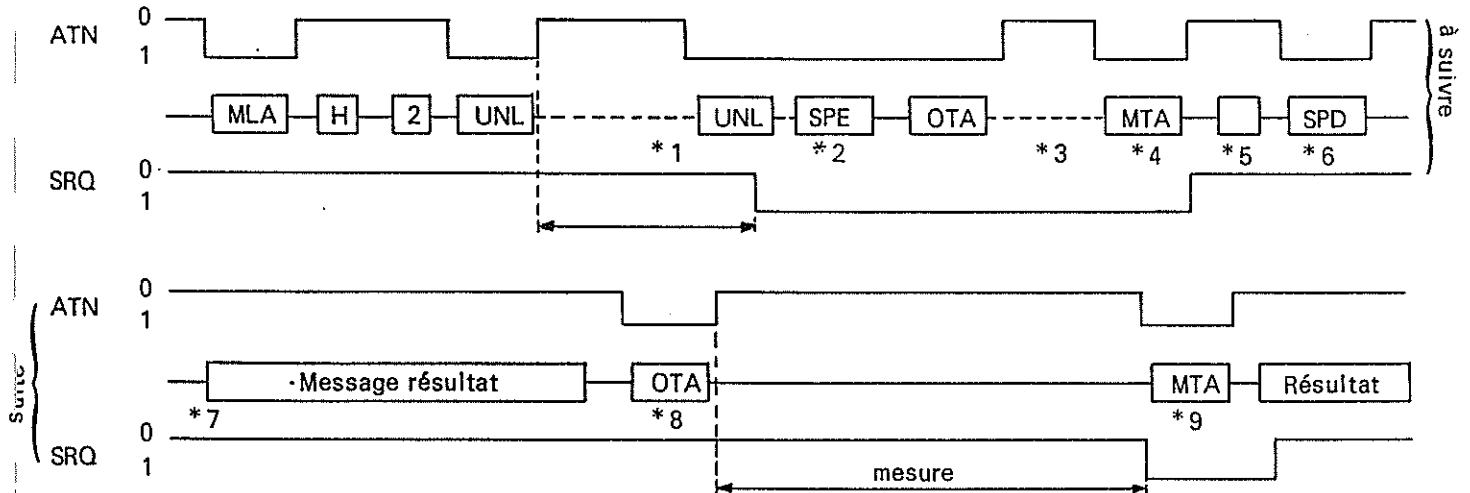 ATN 0
1
MLA H 2 UNL UNL SPE OTA MTA SPD
*1 *2 *3 *4 *5 *6
SRQ 0
1
à suivre
suite
ATN 0
1
Message résultat OTA MTA Résultat
*7 *8 *9
SRQ 0
1
mesure